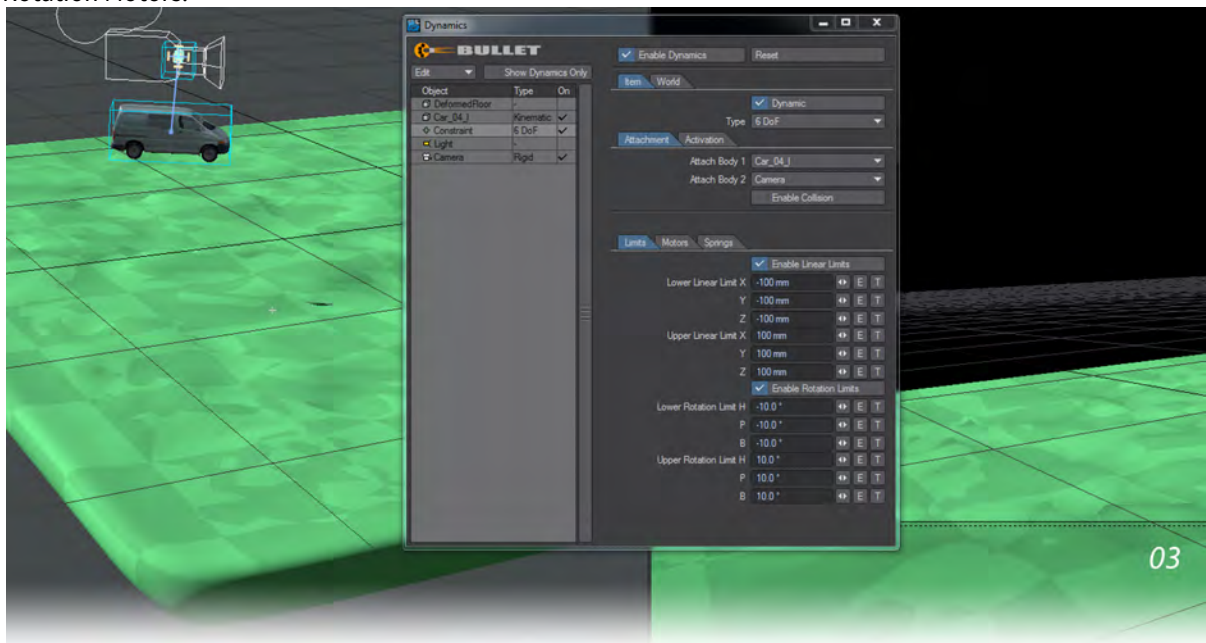 Rotation Motors.
Dynamics
BULLET
Enable Dynamics Reset
Edit Show Dynamics Only
Item World
Object Type On
DeformedFloor -
Car_04_l Kinematic
Constraint 6 DoF
Light -
Camera Rigid
Dynamic
Type 6 DoF
Attachment Activation
Attach Body 1 Car_04_l
Attach Body 2 Camera
Enable Collision
Limits Motors Springs
Enable Linear Limits
Lower Linear Limit X -100 mm E T
Y -100 mm E T
Z -100 mm E T
Upper Linear Limit X 100 mm E T
Y 100 mm E T
Z 100 mm E T
Enable Rotation Limits
Lower Rotation Limit H -10.0 ° E T
P -10.0 ° E T
B -10.0 ° E T
Upper Rotation Limit H 10.0 ° E T
P 10.0 ° E T
B 10.0 ° E T
03